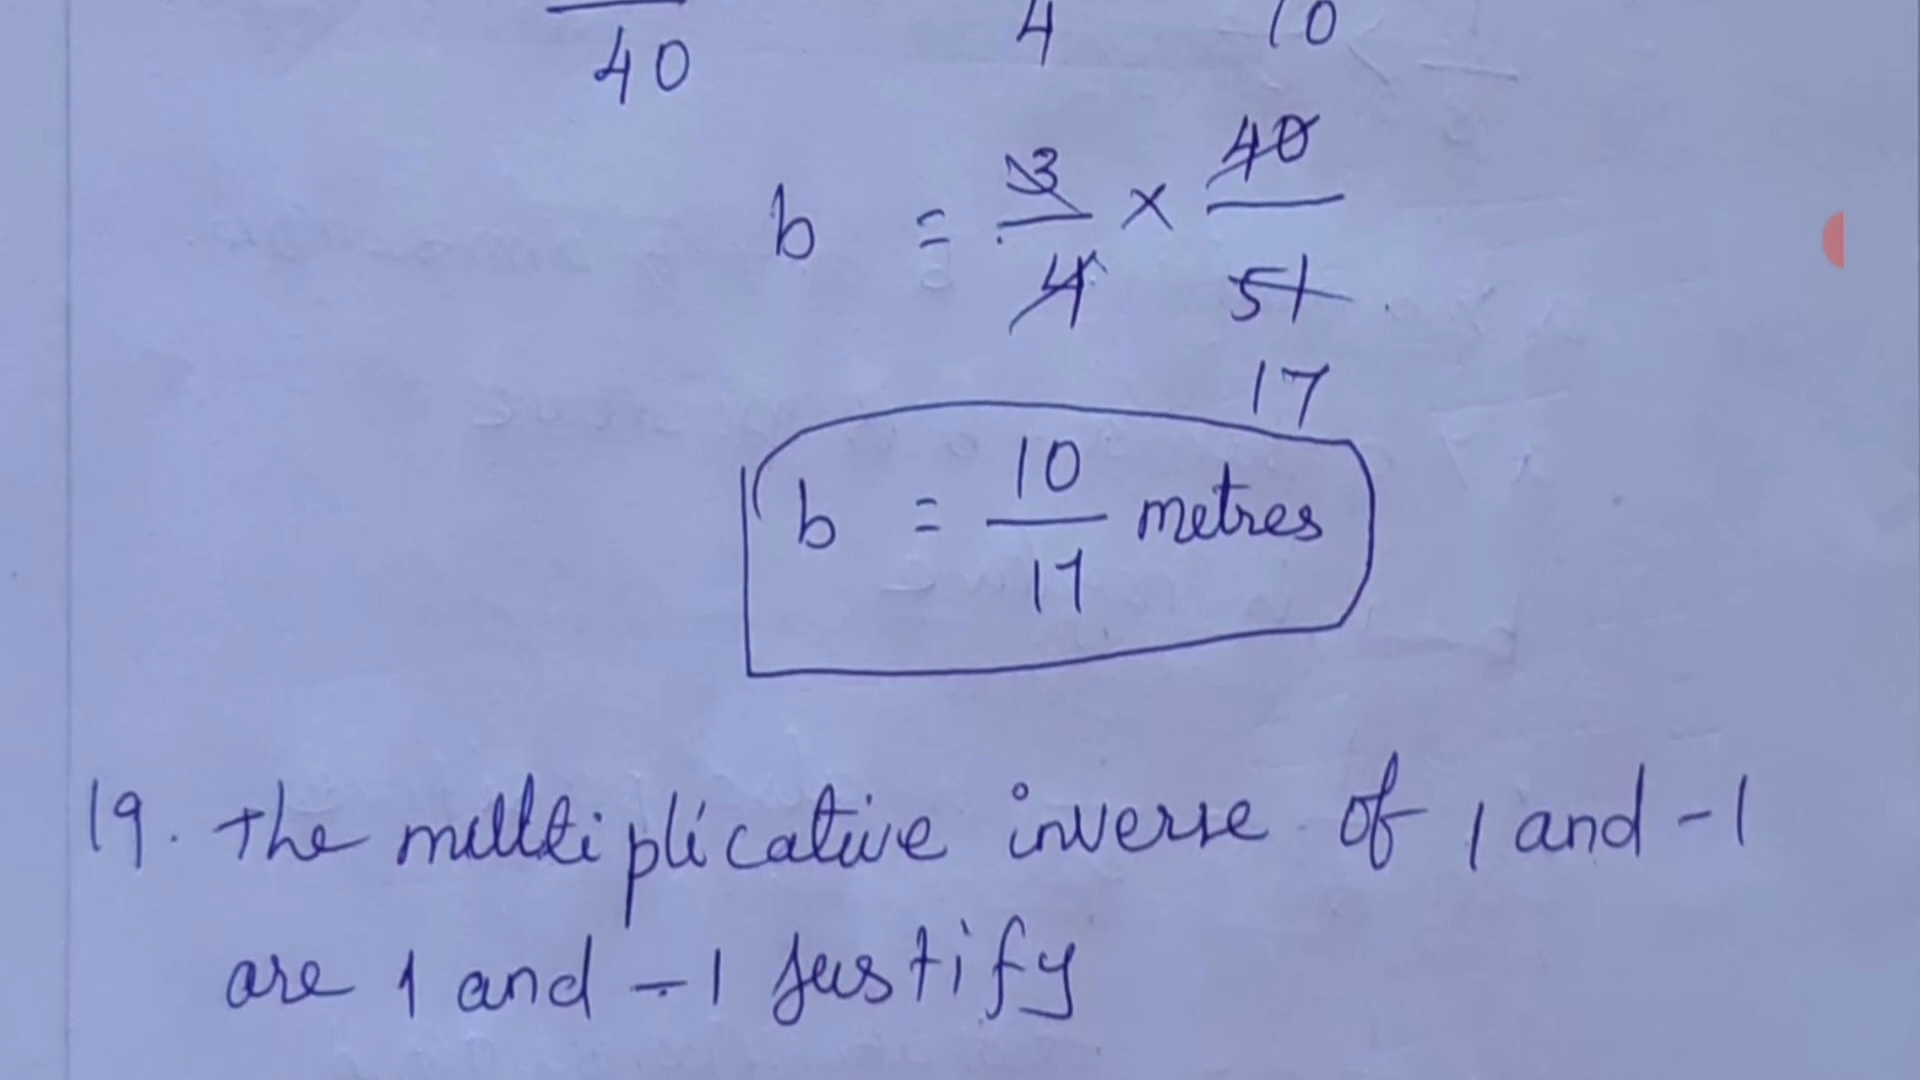 40 4 10
b = 3/4 × 40/51
17
b = 10/17 metres
19. The multiplicative inverse of 1 and -1
are 1 and -1 Justify